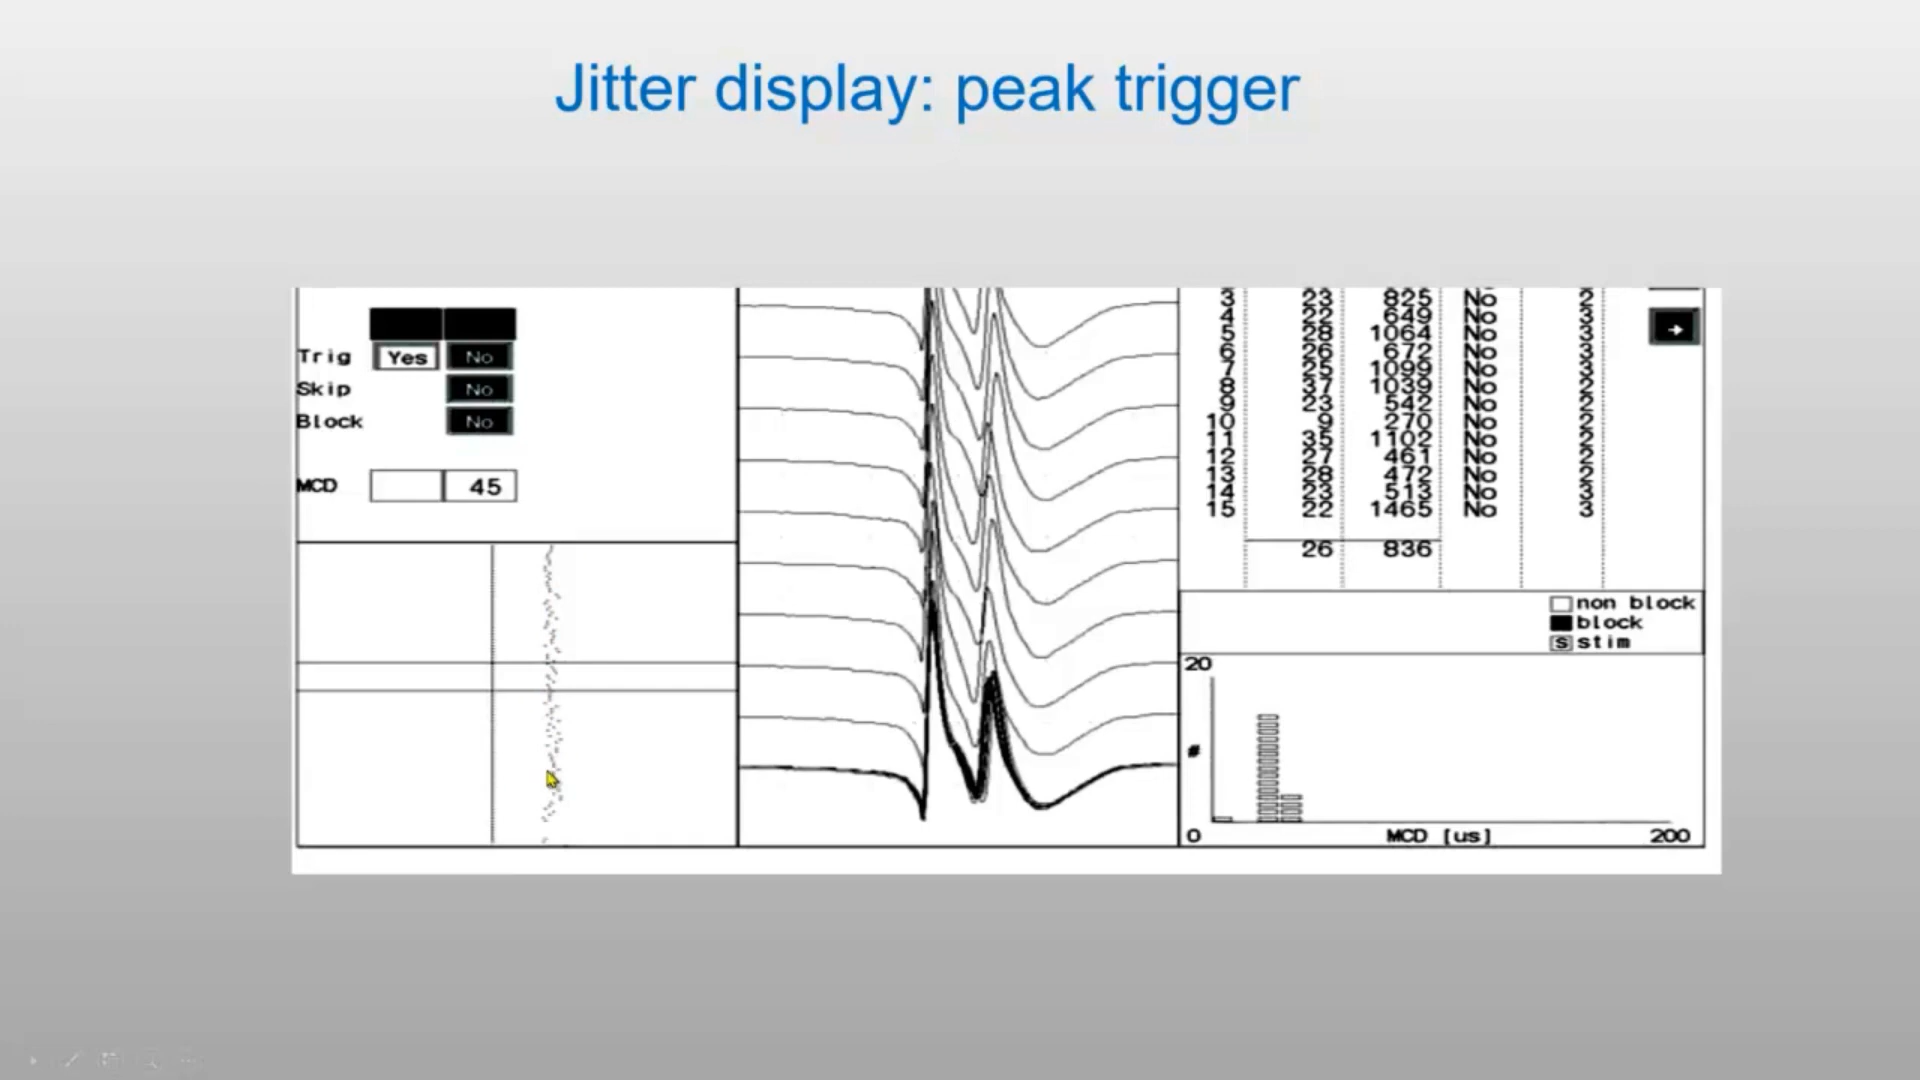 Jitter display: peak trigger
Trig Yes No
Skip No
Block No
MCD 45
3 23 825 No 2
4 22 649 No 3
5 28 1064 No 3
6 26 672 No 3
7 25 1099 No 3
8 37 1039 No 2
9 23 542 No 2
10 9 270 No 2
11 35 1102 No 2
12 27 461 No 2
13 28 472 No 2
14 23 513 No 3
15 22 1465 No 3
26 836
non block
block
S stim
20
#
0 MCD [us] 200